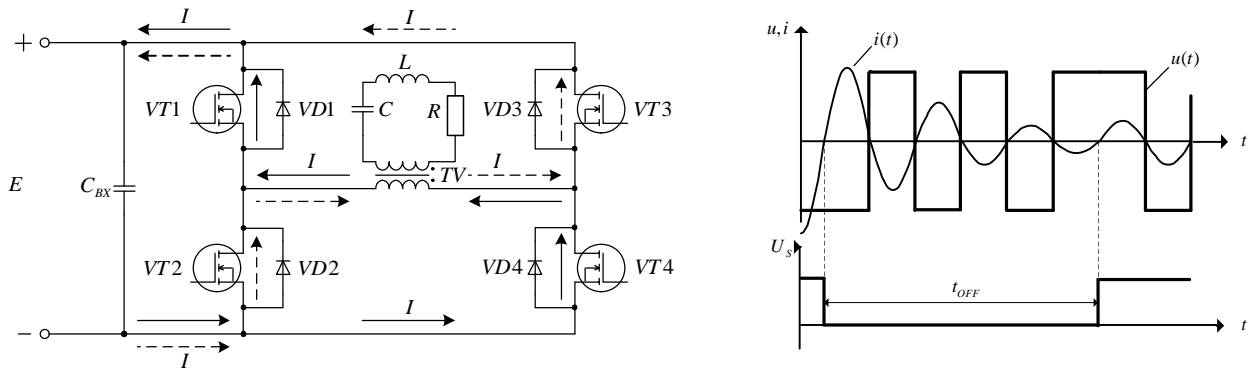 I I
+
L
VT1 VD1 C R VD3 VT3
I TV I
E C_BX
VT2 VD2 VD4 VT4
I
−
I
u, i
i(t)
u(t)
t
U_S
t_OFF
t